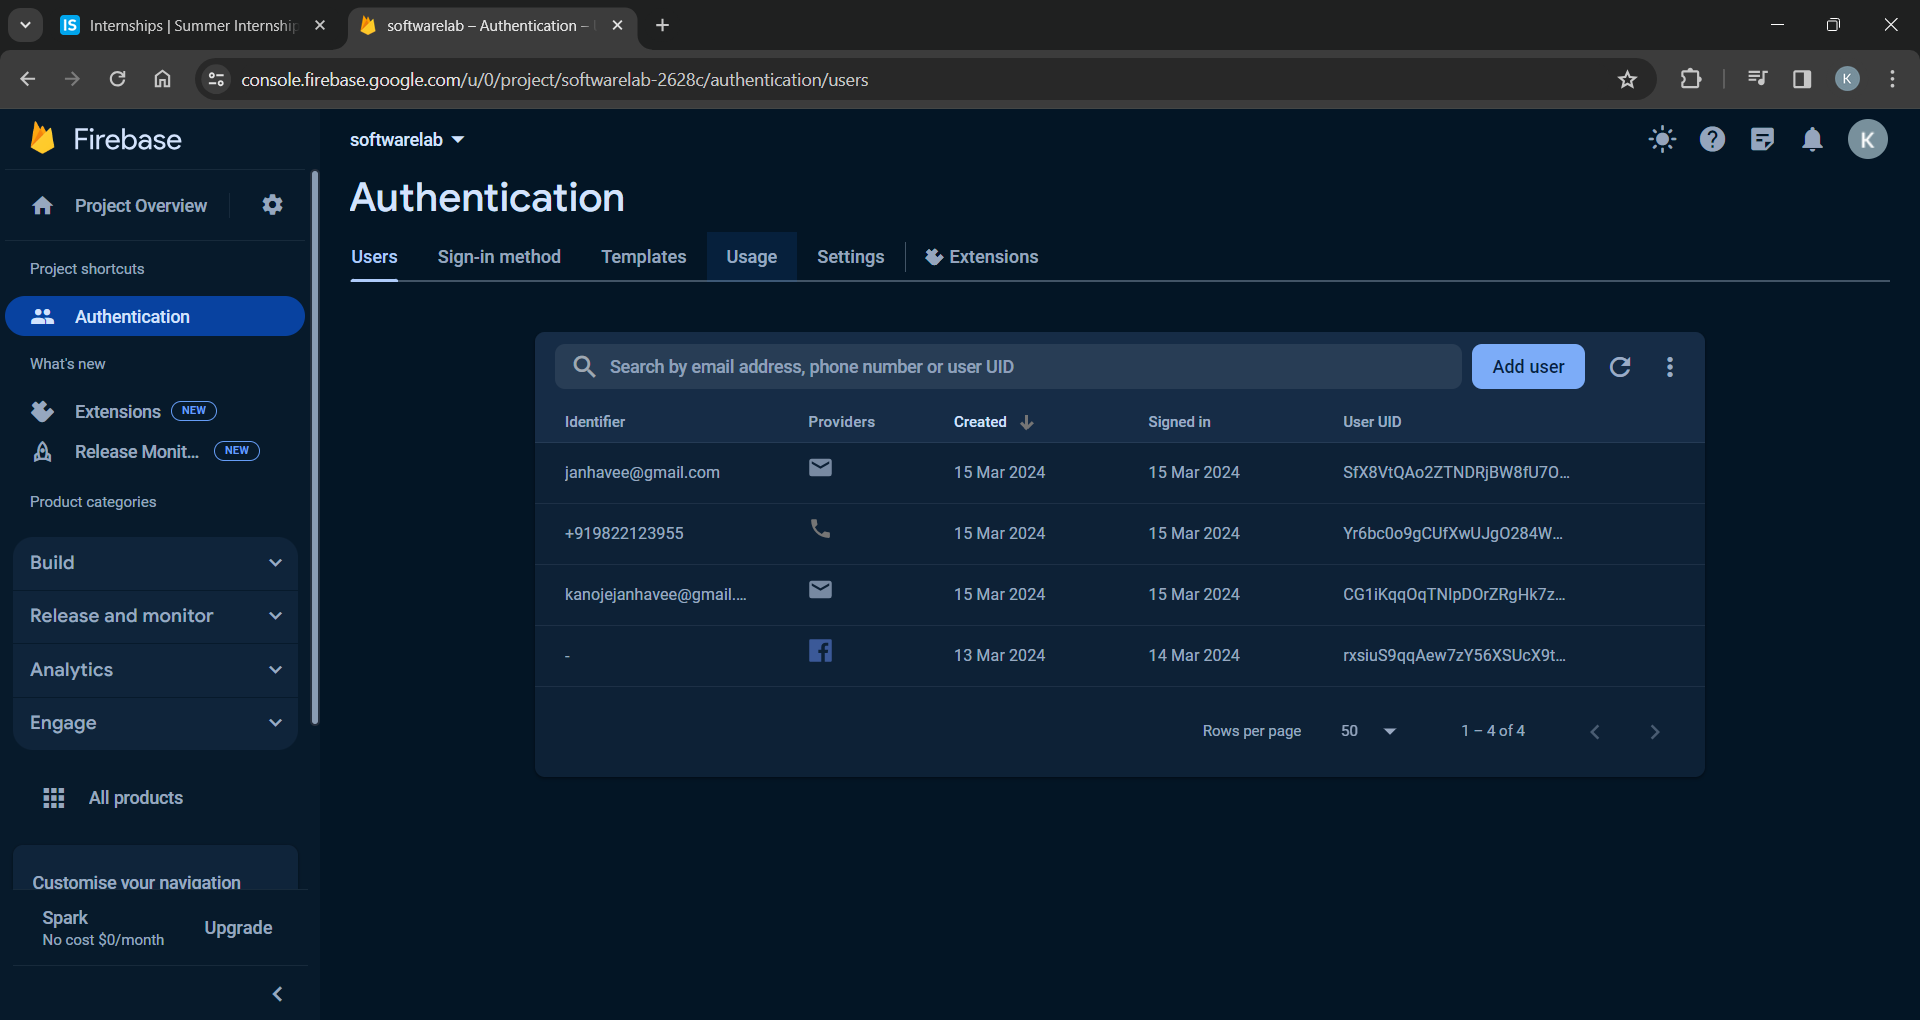 Internships | Summer Internship
softwarelab – Authentication –
console.firebase.google.com/u/0/project/softwarelab-2628c/authentication/users
K
Firebase
softwarelab
K
Project Overview
Authentication
Users Sign-in method Templates Usage Settings Extensions
Project shortcuts
Authentication
What's new
Extensions NEW
Release Monit... NEW
Product categories
Build
Release and monitor
Analytics
Engage
All products
Customise your navigation
Spark
No cost $0/month
Upgrade
Search by email address, phone number or user UID
Add user
Identifier Providers Created Signed in User UID
janhavee@gmail.com 15 Mar 2024 15 Mar 2024 SfX8VtQAo2ZTNDRjBW8fU7O...
+919822123955 15 Mar 2024 15 Mar 2024 Yr6bc0o9gCUfXwUJgO284W...
kanojejanhavee@gmail.... 15 Mar 2024 15 Mar 2024 CG1iKqqOqTNlpDOrZRgHk7z...
- 13 Mar 2024 14 Mar 2024 rxsiuS9qqAew7zY56XSUcX9t...
Rows per page 50 1 – 4 of 4